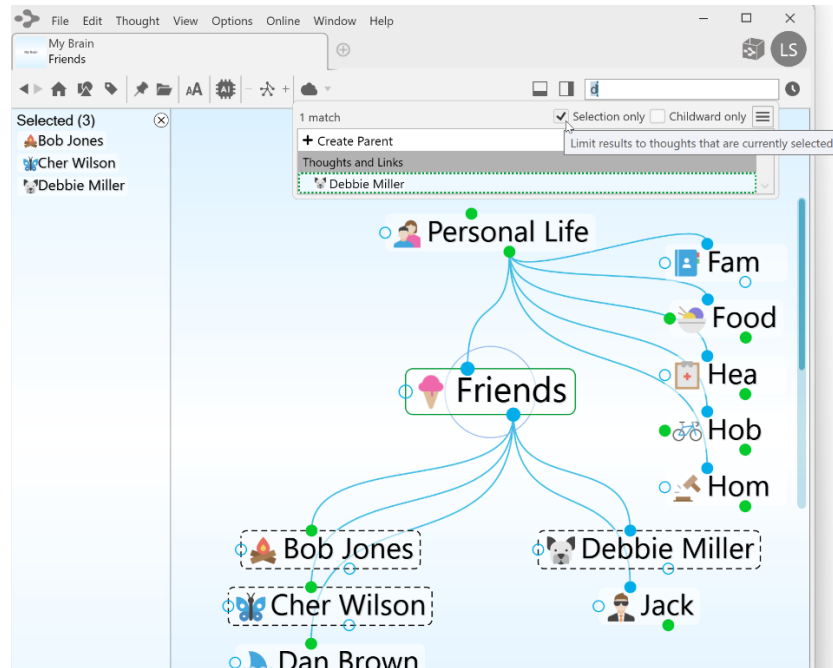 File Edit Thought View Options Online Window Help
My Brain
Friends
LS
AA AI - +
d
Selected (3)
Bob Jones
Cher Wilson
Debbie Miller
1 match Selection only Childward only
+ Create Parent
Limit results to thoughts that are currently selected
Thoughts and Links
Debbie Miller
Personal Life
Fam
Food
Friends
Hea
Hob
Hom
Bob Jones Debbie Miller
Cher Wilson Jack
Dan Brown